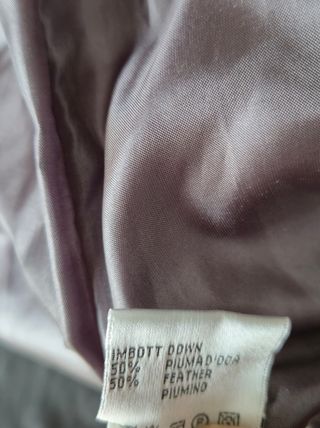 IMBOTT DOWN
50% PIUMA D'OCA
50% FEATHER
PIUMINO